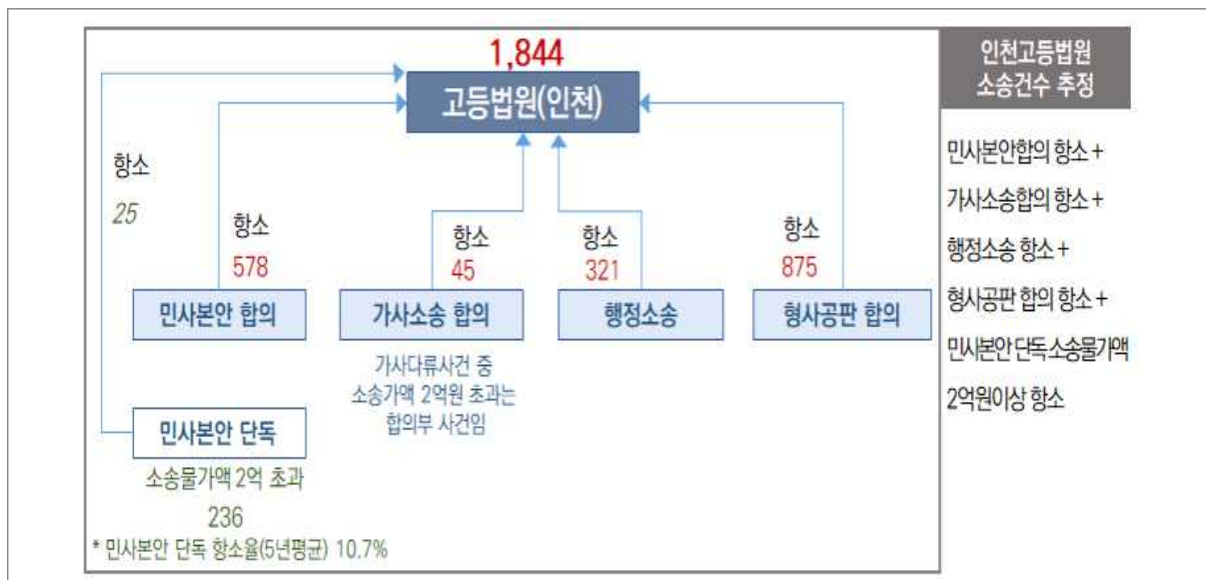 1,844
고등법원(인천)
항소
25
항소
578
항소
45
항소
321
항소
875
민사본안 합의
가사소송 합의
행정소송
형사공판 합의
가사다류사건 중
소송가액 2억원 초과는
합의부 사건임
민사본안 단독
소송물가액 2억 초과
236
* 민사본안 단독 항소율(5년평균) 10.7%
인천고등법원
소송건수 추정
민사본안합의 항소 +
가사소송합의 항소 +
행정소송 항소 +
형사공판 합의 항소 +
민사본안 단독 소송물가액
2억원이상 항소